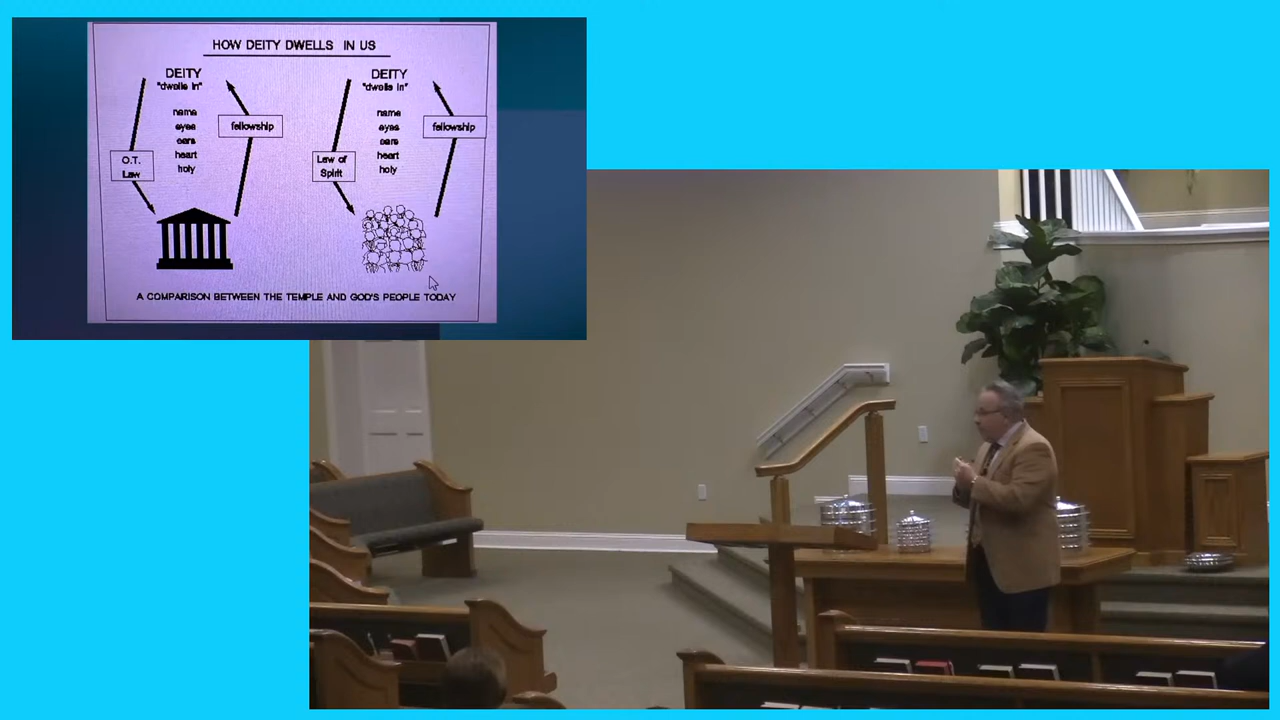 HOW DEITY DWELLS IN US
DEITY
"dwells in"
name
eyes
ears
heart
holy
O.T.
Law
fellowship
DEITY
"dwells in"
name
eyes
ears
heart
holy
Law of
Spirit
fellowship
A COMPARISON BETWEEN THE TEMPLE AND GOD'S PEOPLE TODAY